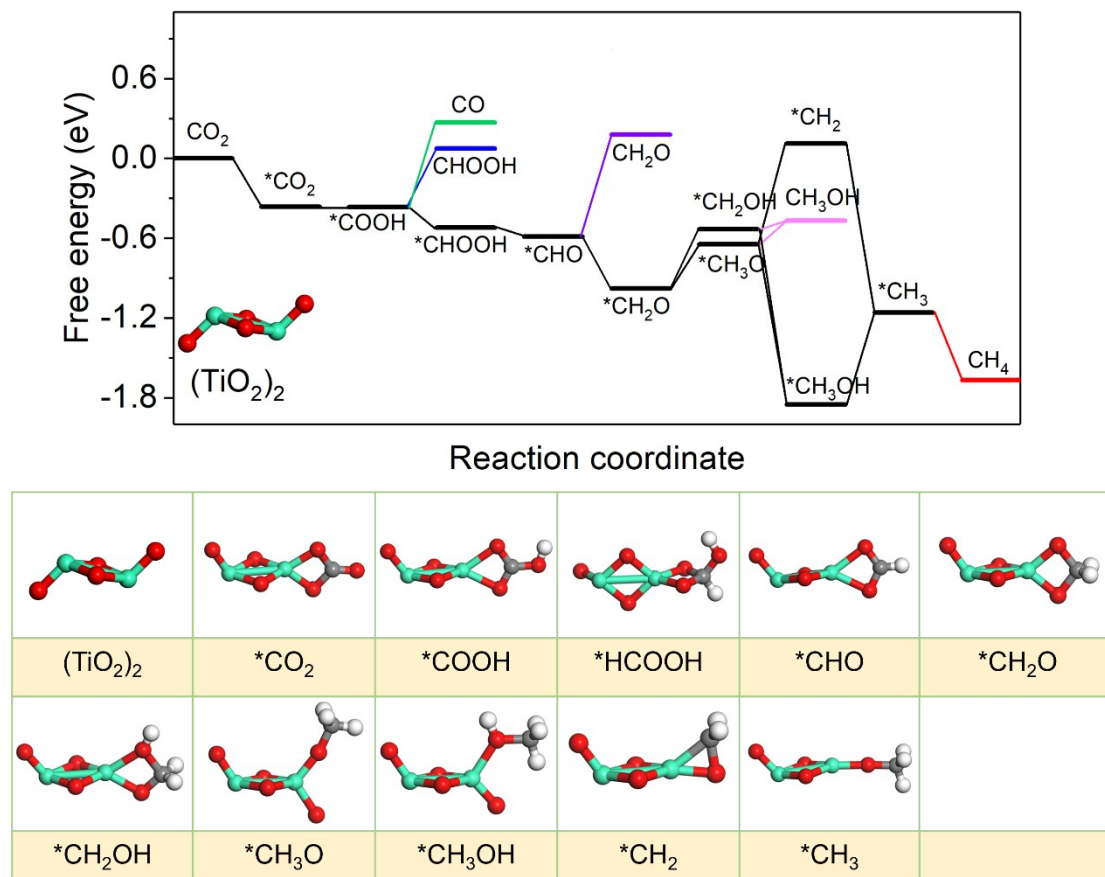 0.6
0.0
-0.6
-1.2
-1.8
Free energy (eV)
CO₂
*CO₂
*COOH
CO
CHOOH
*CHOOH
*CHO
CH₂O
*CH₂O
*CH₂OH
*CH₃O
*CH₂
CH₃OH
*CH₃OH
*CH₃
CH₄
(TiO₂)₂
Reaction coordinate
(TiO₂)₂ *CO₂ *COOH *HCOOH *CHO *CH₂O
*CH₂OH *CH₃O *CH₃OH *CH₂ *CH₃